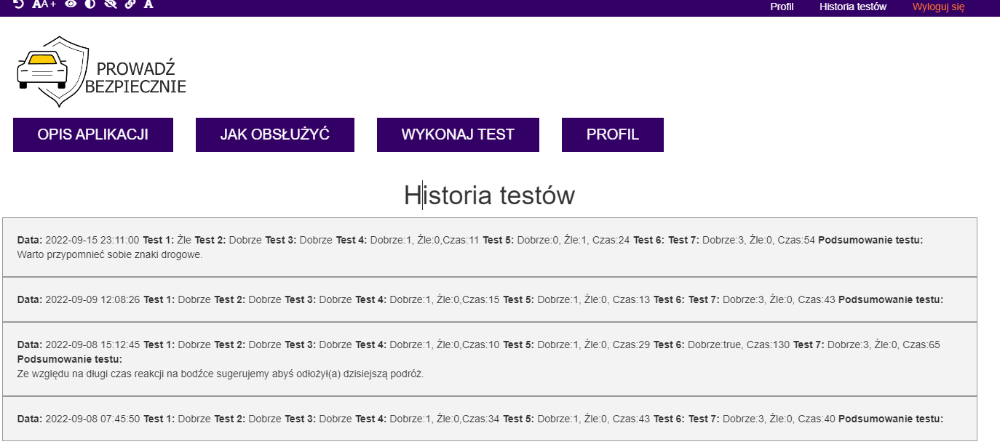 AA+ A Profil Historia testów Wyloguj się
PROWADŹ
BEZPIECZNIE
OPIS APLIKACJI JAK OBSŁUŻYĆ WYKONAJ TEST PROFIL
Historia testów
Data: 2022-09-15 23:11:00 Test 1: Źle Test 2: Dobrze Test 3: Dobrze Test 4: Dobrze:1, Źle:0,Czas:11 Test 5: Dobrze:0, Źle:1, Czas:24 Test 6: Test 7: Dobrze:3, Źle:0, Czas:54 Podsumowanie testu:
Warto przypomnieć sobie znaki drogowe.
Data: 2022-09-09 12:08:26 Test 1: Dobrze Test 2: Dobrze Test 3: Dobrze Test 4: Dobrze:1, Źle:0,Czas:15 Test 5: Dobrze:1, Źle:0, Czas:13 Test 6: Test 7: Dobrze:3, Źle:0, Czas:43 Podsumowanie testu:
Data: 2022-09-08 15:12:45 Test 1: Dobrze Test 2: Dobrze Test 3: Dobrze Test 4: Dobrze:1, Źle:0,Czas:10 Test 5: Dobrze:1, Źle:0, Czas:29 Test 6: Dobrze:true, Czas:130 Test 7: Dobrze:3, Źle:0, Czas:65
Podsumowanie testu:
Ze względu na długi czas reakcji na bodźce sugerujemy abyś odłożył(a) dzisiejszą podróż.
Data: 2022-09-08 07:45:50 Test 1: Dobrze Test 2: Dobrze Test 3: Dobrze Test 4: Dobrze:1, Źle:0,Czas:34 Test 5: Dobrze:1, Źle:0, Czas:43 Test 6: Test 7: Dobrze:3, Źle:0, Czas:40 Podsumowanie testu: